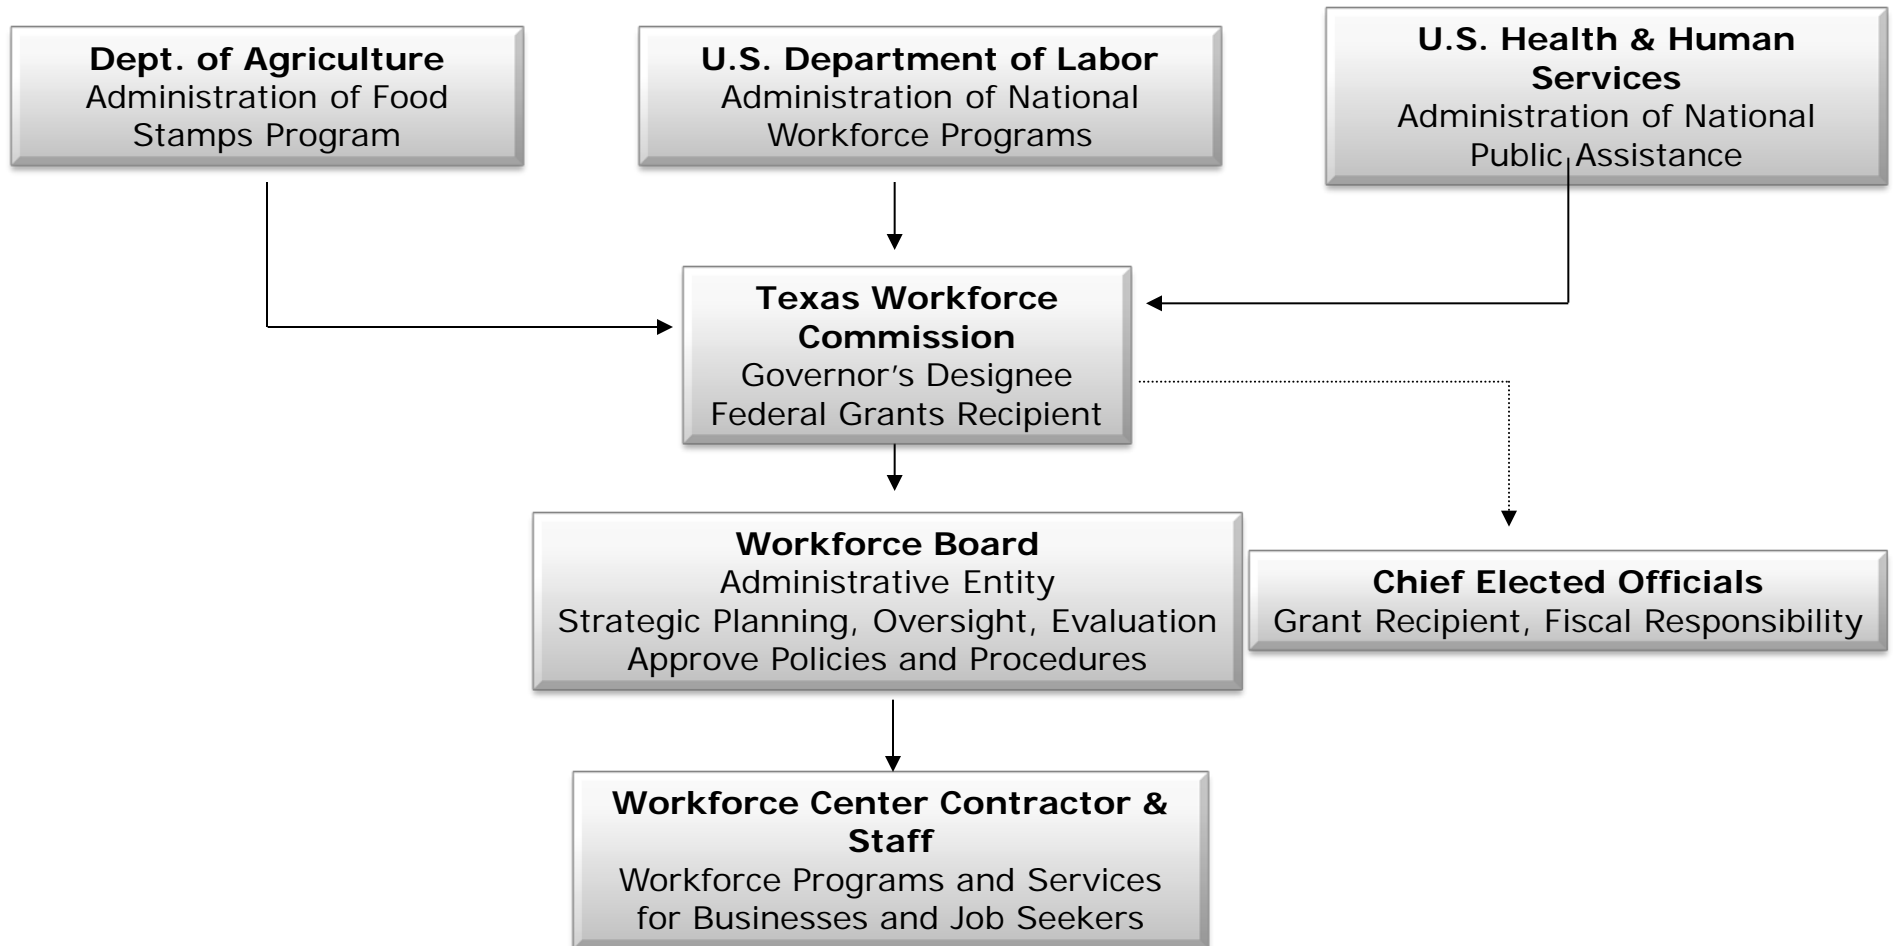 Dept. of Agriculture
Administration of Food
Stamps Program
U.S. Department of Labor
Administration of National
Workforce Programs
U.S. Health & Human
Services
Administration of National
Public Assistance
Texas Workforce
Commission
Governor’s Designee
Federal Grants Recipient
Workforce Board
Administrative Entity
Strategic Planning, Oversight, Evaluation
Approve Policies and Procedures
Chief Elected Officials
Grant Recipient, Fiscal Responsibility
Workforce Center Contractor &
Staff
Workforce Programs and Services
for Businesses and Job Seekers